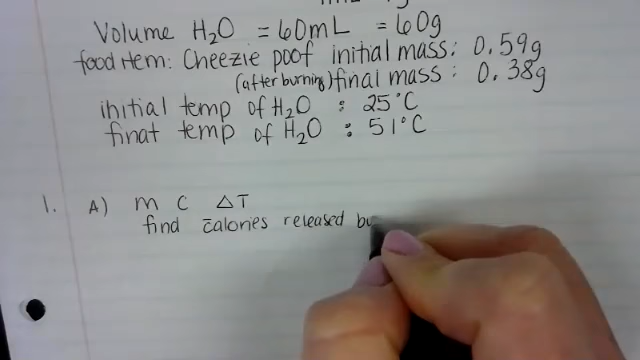 Volume H₂O = 60mL = 60g
food Item: Cheezie poof initial mass: 0.59g
(after burning) final mass: 0.38g
initial temp of H₂O : 25°C
final temp of H₂O : 51°C
1. A) m C ΔT
find calories released